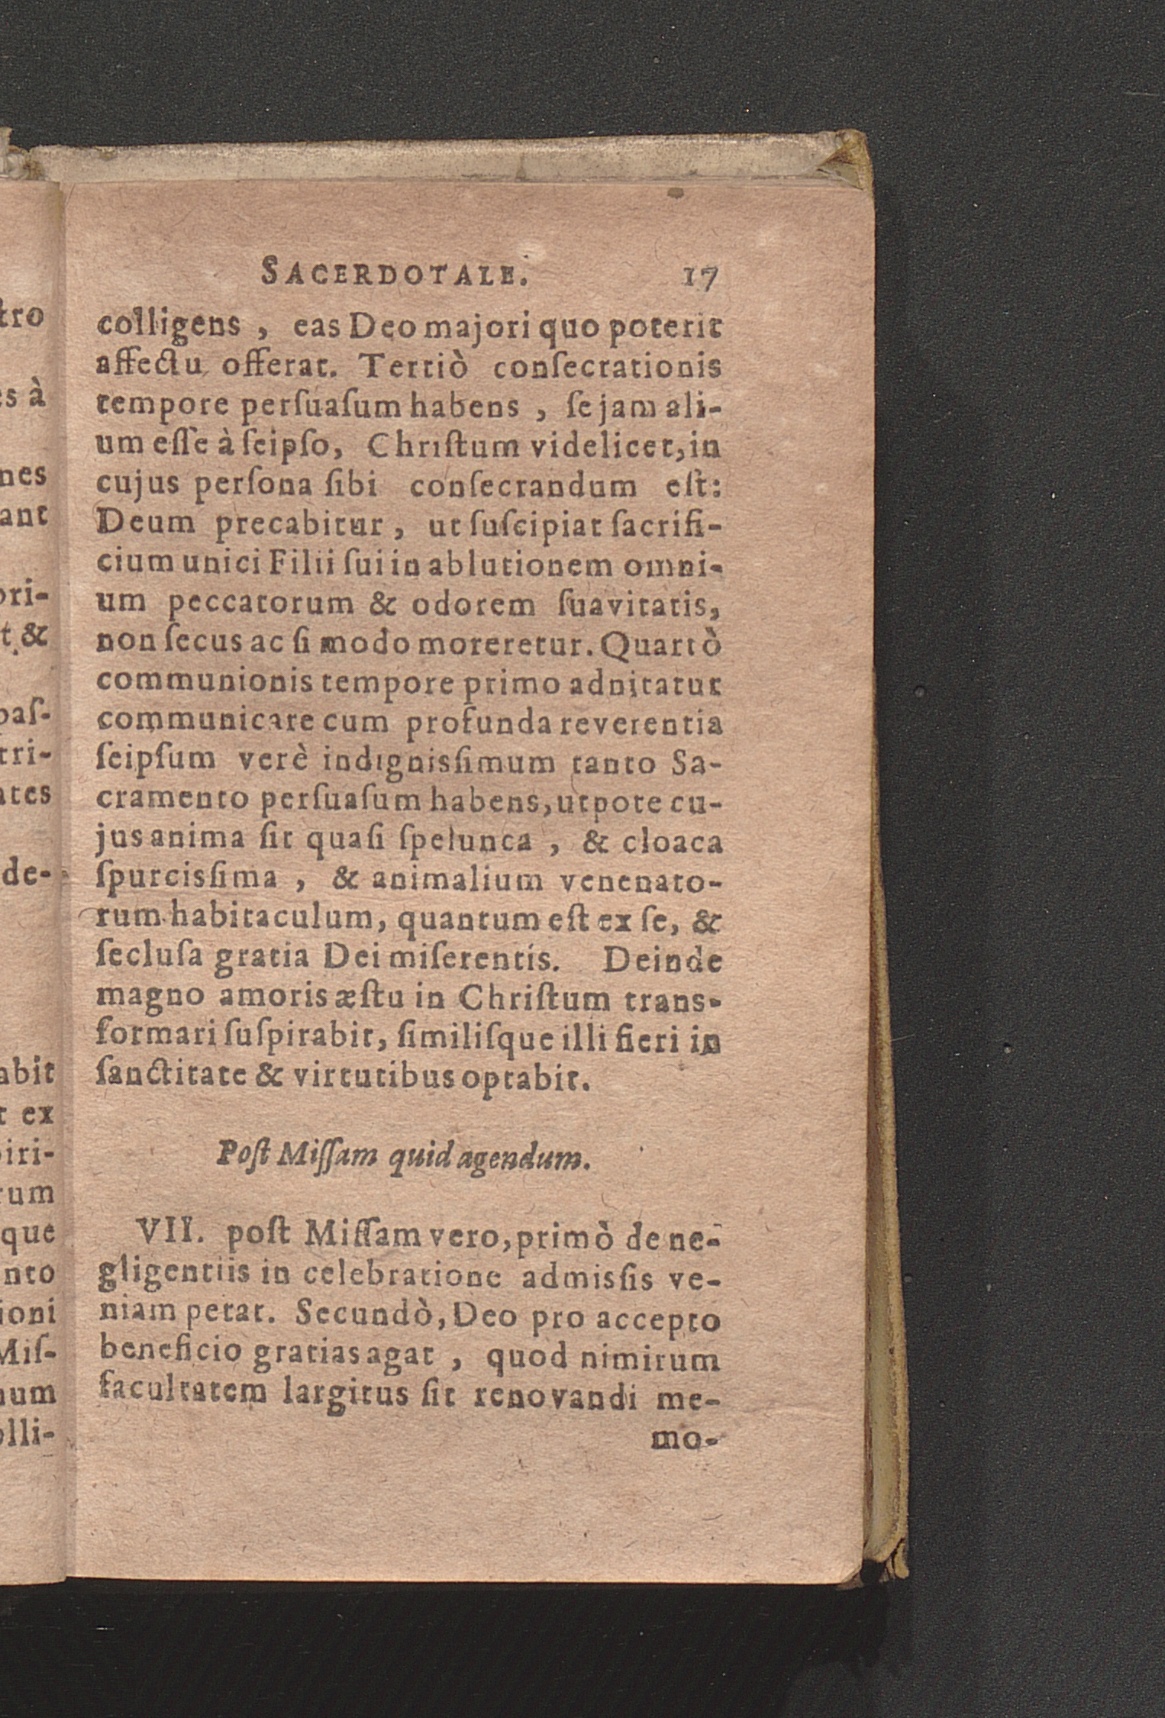 SACERDOTALE. 17
colligens , eas Deo majori quo poterit
affectu offerat. Tertiò conſecrationis
tempore perſuaſum habens , ſe jam ali-
um eſſe à ſeipſo, Chriſtum videlicet, in
cujus perſona ſibi conſecrandum eſt:
Deum precabitur , ut ſuſcipiat ſacrifi-
cium unici Filii ſui in ablutionem omni-
um peccatorum & odorem ſuavitatis,
non ſecus ac ſi modo moreretur. Quartò
communionis tempore primo adnitatur
communicare cum profunda reverentia
ſeipſum verè indignisſimum tanto Sa-
cramento perſuaſum habens, utpote cu-
jus anima ſit quaſi ſpelunca , & cloaca
ſpurcisſima , & animalium venenato-
rum habitaculum, quantum eſt ex ſe, &
ſecluſa gratia Dei miſerentis. Deinde
magno amoris æſtu in Chriſtum trans-
formari ſuſpirabit, ſimiliſque illi fieri in
ſanctitate & virtutibus optabit.
Poſt Miſſam quid agendum.
VII. poſt Miſſam vero, primò de ne-
gligentiis in celebratione admisſis ve-
niam petat. Secundò, Deo pro accepto
beneficio gratias agat , quod nimirum
facultatem largitus ſit renovandi me-
mo-